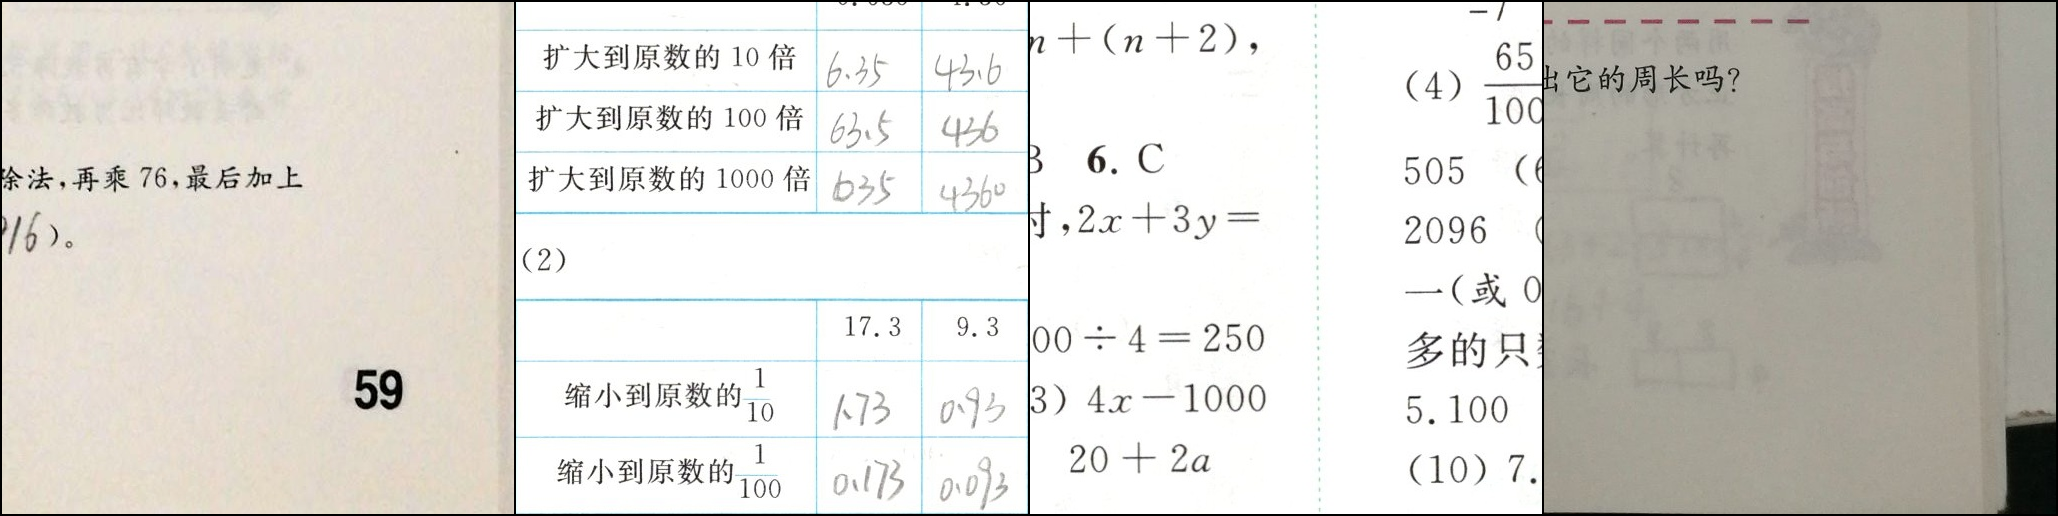 除法,再乘 76,最后加上
916)。
59
扩大到原数的 10 倍 6.35 43.6
扩大到原数的 100 倍 63.5 436
扩大到原数的 1000 倍 635 4360
(2)
17.3 9.3
缩小到原数的1/10 1.73 0.93
缩小到原数的1/100 0.173 0.093
n+(n+2),
6. C
时,2x+3y=
00÷4=250
3) 4x-1000
20+2a
(4) 65/100
505 (6
2096 (
一(或 0
多的只
5.100
(10) 7.
出它的周长吗?